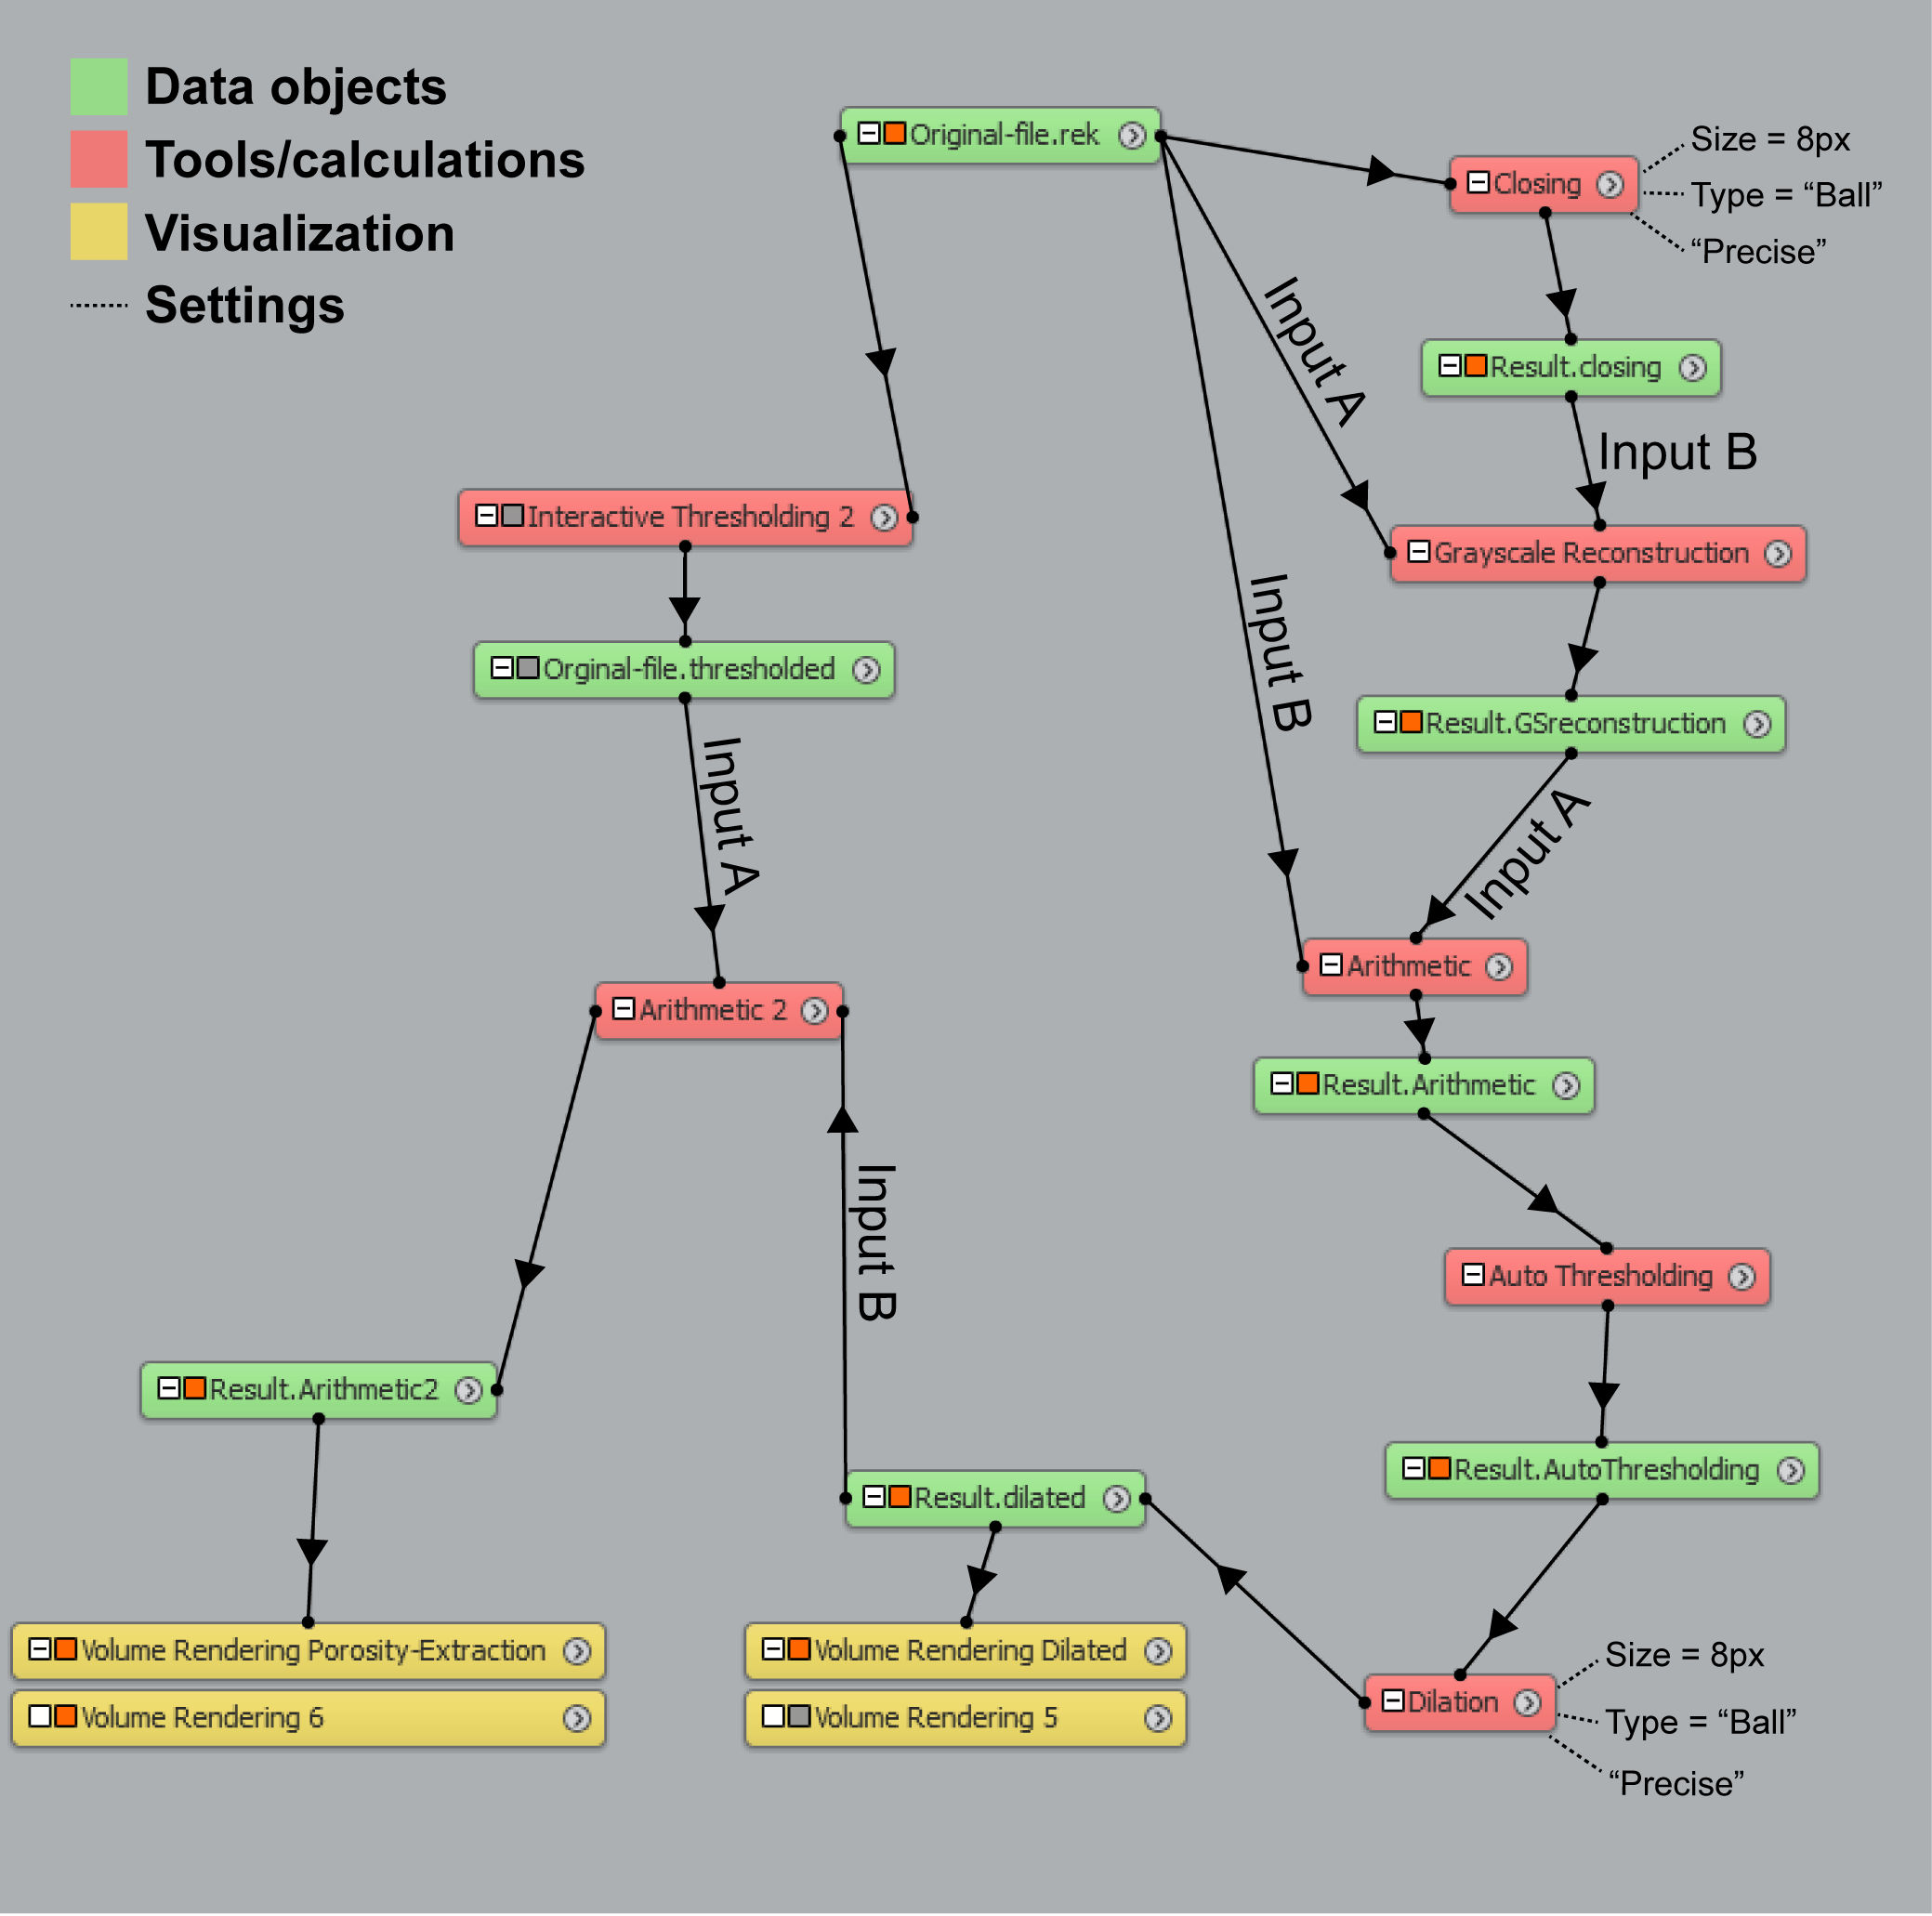 Data objects
Tools/calculations
Visualization
Settings
Original-file.rek
Closing
Size = 8px
Type = “Ball”
“Precise”
Input A
Result.closing
Input B
Interactive Thresholding 2
Grayscale Reconstruction
Input B
Orginal-file.thresholded
Result.GSreconstruction
Input A
Input A
Arithmetic
Arithmetic 2
Result.Arithmetic
Input B
Auto Thresholding
Result.Arithmetic2
Result.AutoThresholding
Result.dilated
Volume Rendering Porosity-Extraction
Volume Rendering 6
Volume Rendering Dilated
Volume Rendering 5
Dilation
Size = 8px
Type = “Ball”
“Precise”